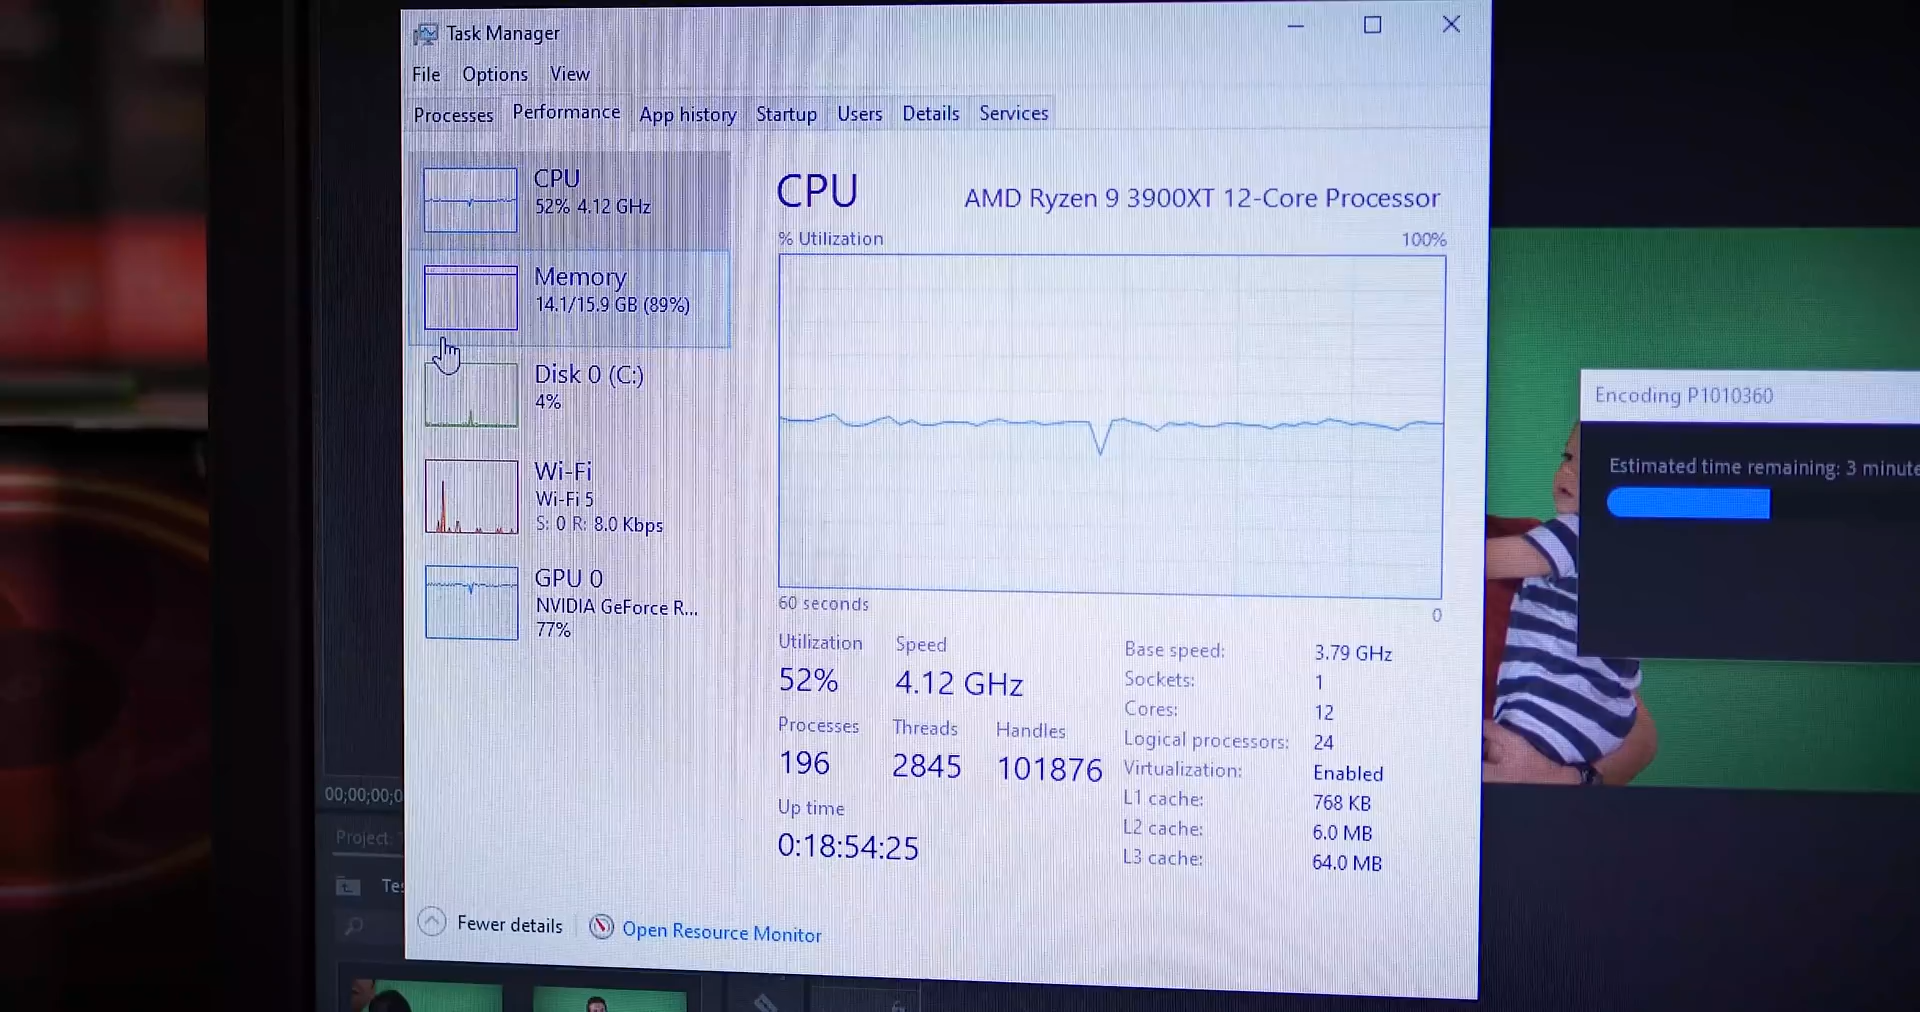 Task Manager
File Options View
Processes Performance App history Startup Users Details Services
CPU
52% 4.12 GHz
Memory
14.1/15.9 GB (89%)
Disk 0 (C:)
4%
Wi-Fi
Wi-Fi 5
S: 0 R: 8.0 Kbps
GPU 0
NVIDIA GeForce R...
77%
CPU AMD Ryzen 9 3900XT 12-Core Processor
% Utilization 100%
60 seconds 0
Utilization Speed
52% 4.12 GHz
Processes Threads Handles
196 2845 101876
Up time
0:18:54:25
Base speed: 3.79 GHz
Sockets: 1
Cores: 12
Logical processors: 24
Virtualization: Enabled
L1 cache: 768 KB
L2 cache: 6.0 MB
L3 cache: 64.0 MB
Fewer details Open Resource Monitor
Encoding P1010360
Estimated time remaining: 3 minute
00;00;00;0
Project:
Tes